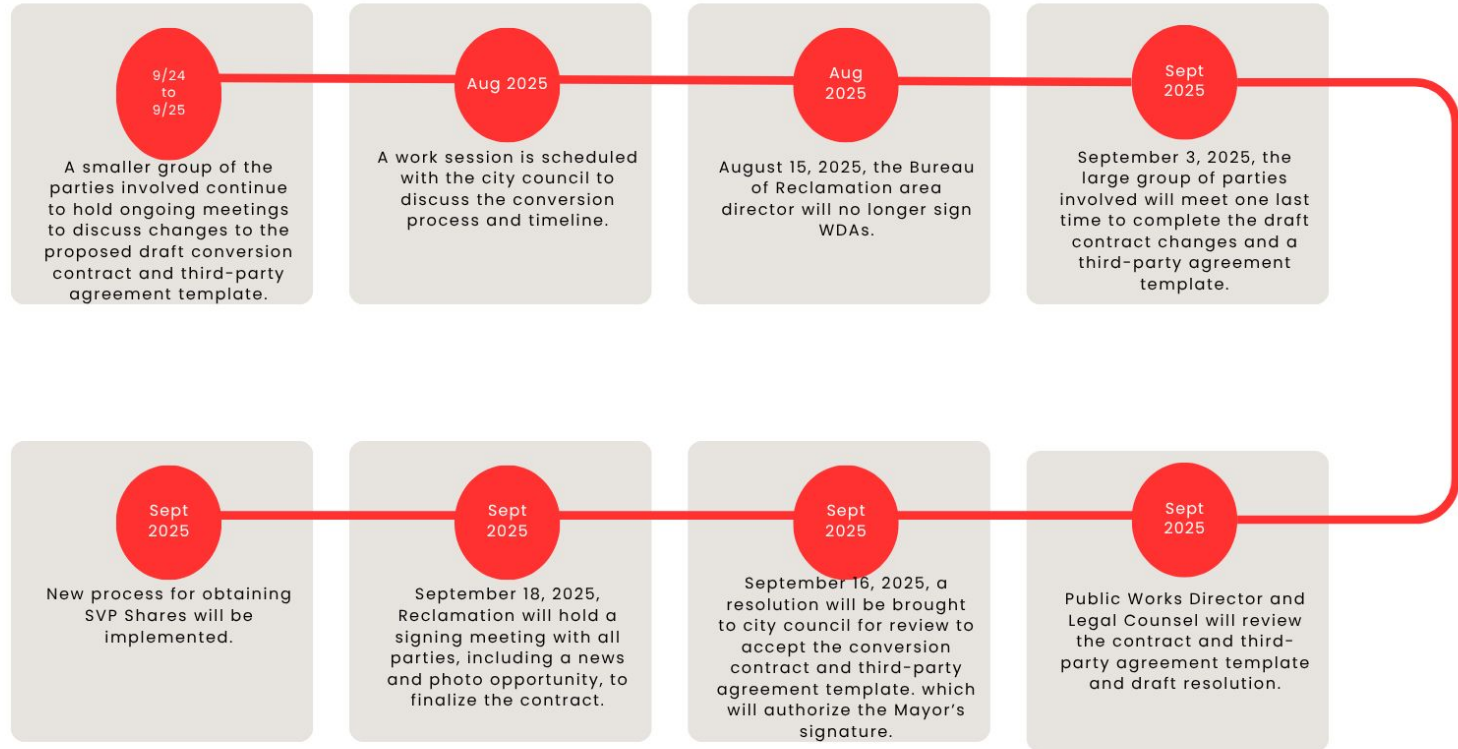 9/24
to
9/25
A smaller group of the
parties involved continue
to hold ongoing meetings
to discuss changes to the
proposed draft conversion
contract and third-party
agreement template.
Aug 2025
A work session is scheduled
with the city council to
discuss the conversion
process and timeline.
Aug
2025
August 15, 2025, the Bureau
of Reclamation area
director will no longer sign
WDAs.
Sept
2025
September 3, 2025, the
large group of parties
involved will meet one last
time to complete the draft
contract changes and a
third-party agreement
template.
Sept
2025
Public Works Director and
Legal Counsel will review
the contract and third-
party agreement template
and draft resolution.
Sept
2025
September 16, 2025, a
resolution will be brought
to city council for review to
accept the conversion
contract and third-party
agreement template. which
will authorize the Mayor’s
signature.
Sept
2025
September 18, 2025,
Reclamation will hold a
signing meeting with all
parties, including a news
and photo opportunity, to
finalize the contract.
Sept
2025
New process for obtaining
SVP Shares will be
implemented.